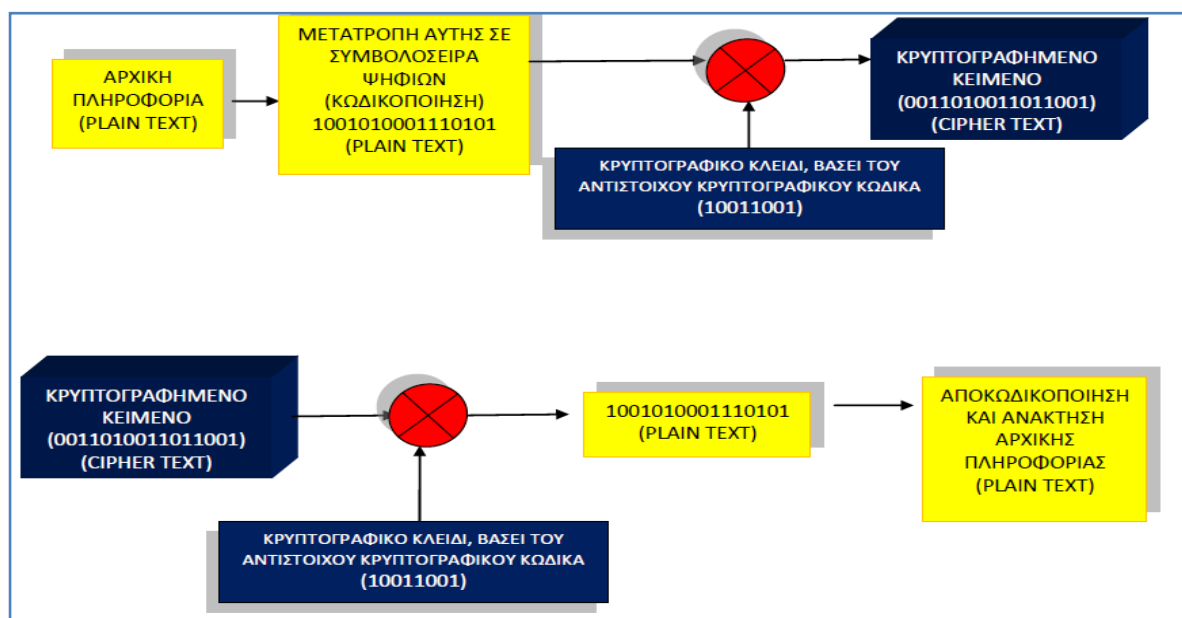 ΑΡΧΙΚΗ
ΠΛΗΡΟΦΟΡΙΑ
(PLAIN TEXT)
ΜΕΤΑΤΡΟΠΗ ΑΥΤΗΣ ΣΕ
ΣΥΜΒΟΛΟΣΕΙΡΑ
ΨΗΦΙΩΝ
(ΚΩΔΙΚΟΠΟΙΗΣΗ)
1001010001110101
(PLAIN TEXT)
ΚΡΥΠΤΟΓΡΑΦΗΜΕΝΟ
ΚΕΙΜΕΝΟ
(0011010011011001)
(CIPHER TEXT)
ΚΡΥΠΤΟΓΡΑΦΙΚΟ ΚΛΕΙΔΙ, ΒΑΣΕΙ ΤΟΥ
ΑΝΤΙΣΤΟΙΧΟΥ ΚΡΥΠΤΟΓΡΑΦΙΚΟΥ ΚΩΔΙΚΑ
(10011001)
ΚΡΥΠΤΟΓΡΑΦΗΜΕΝΟ
ΚΕΙΜΕΝΟ
(0011010011011001)
(CIPHER TEXT)
1001010001110101
(PLAIN TEXT)
ΑΠΟΚΩΔΙΚΟΠΟΙΗΣΗ
ΚΑΙ ΑΝΑΚΤΗΣΗ
ΑΡΧΙΚΗΣ
ΠΛΗΡΟΦΟΡΙΑΣ
(PLAIN TEXT)
ΚΡΥΠΤΟΓΡΑΦΙΚΟ ΚΛΕΙΔΙ, ΒΑΣΕΙ ΤΟΥ
ΑΝΤΙΣΤΟΙΧΟΥ ΚΡΥΠΤΟΓΡΑΦΙΚΟΥ ΚΩΔΙΚΑ
(10011001)